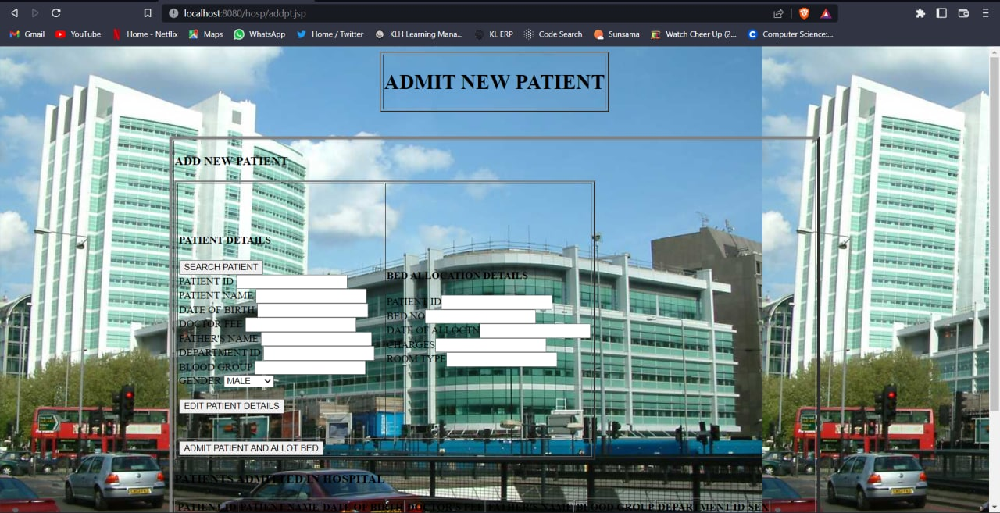 localhost:8080/hosp/addpt.jsp
Gmail YouTube Home - Netflix Maps WhatsApp Home / Twitter KLH Learning Mana... KL ERP Code Search Sunsama Watch Cheer Up (2... Computer Science:...
ADMIT NEW PATIENT
ADD NEW PATIENT
PATIENT DETAILS
SEARCH PATIENT
PATIENT ID
PATIENT NAME
DATE OF BIRTH
DOCTOR FEE
FATHER'S NAME
DEPARTMENT ID
BLOOD GROUP
GENDER MALE
EDIT PATIENT DETAILS
ADMIT PATIENT AND ALLOT BED
BED ALLOCATION DETAILS
PATIENT ID
BED NO
DATE OF ALLOCTN
CHARGES
ROOM TYPE
PATIENTS ADMITTED IN HOSPITAL
PATIENT ID PATIENT NAME DATE OF BIRTH DOCTOR'S FEE FATHER'S NAME BLOOD GROUP DEPARTMENT ID SEX